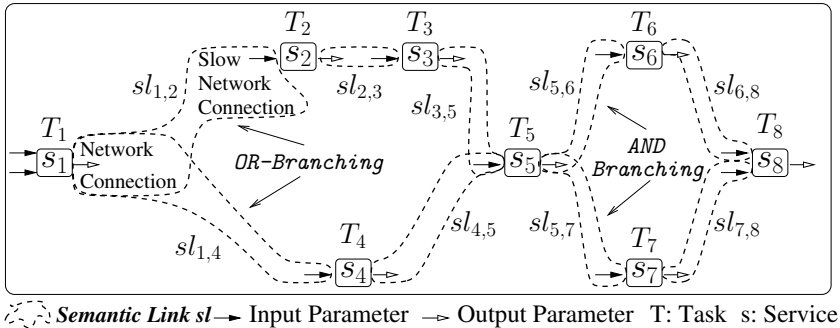 T2
T3
T6
Slow
s2
s3
s6
Network
sl1,2
sl2,3
sl5,6
sl6,8
Connection
sl3,5
T1
T5
T8
Network
OR-Branching
AND
s1
s5
Branching
s8
Connection
sl1,4
T4
sl4,5
sl5,7
T7
sl7,8
s4
s7
Semantic Link sl Input Parameter Output Parameter T: Task s: Service